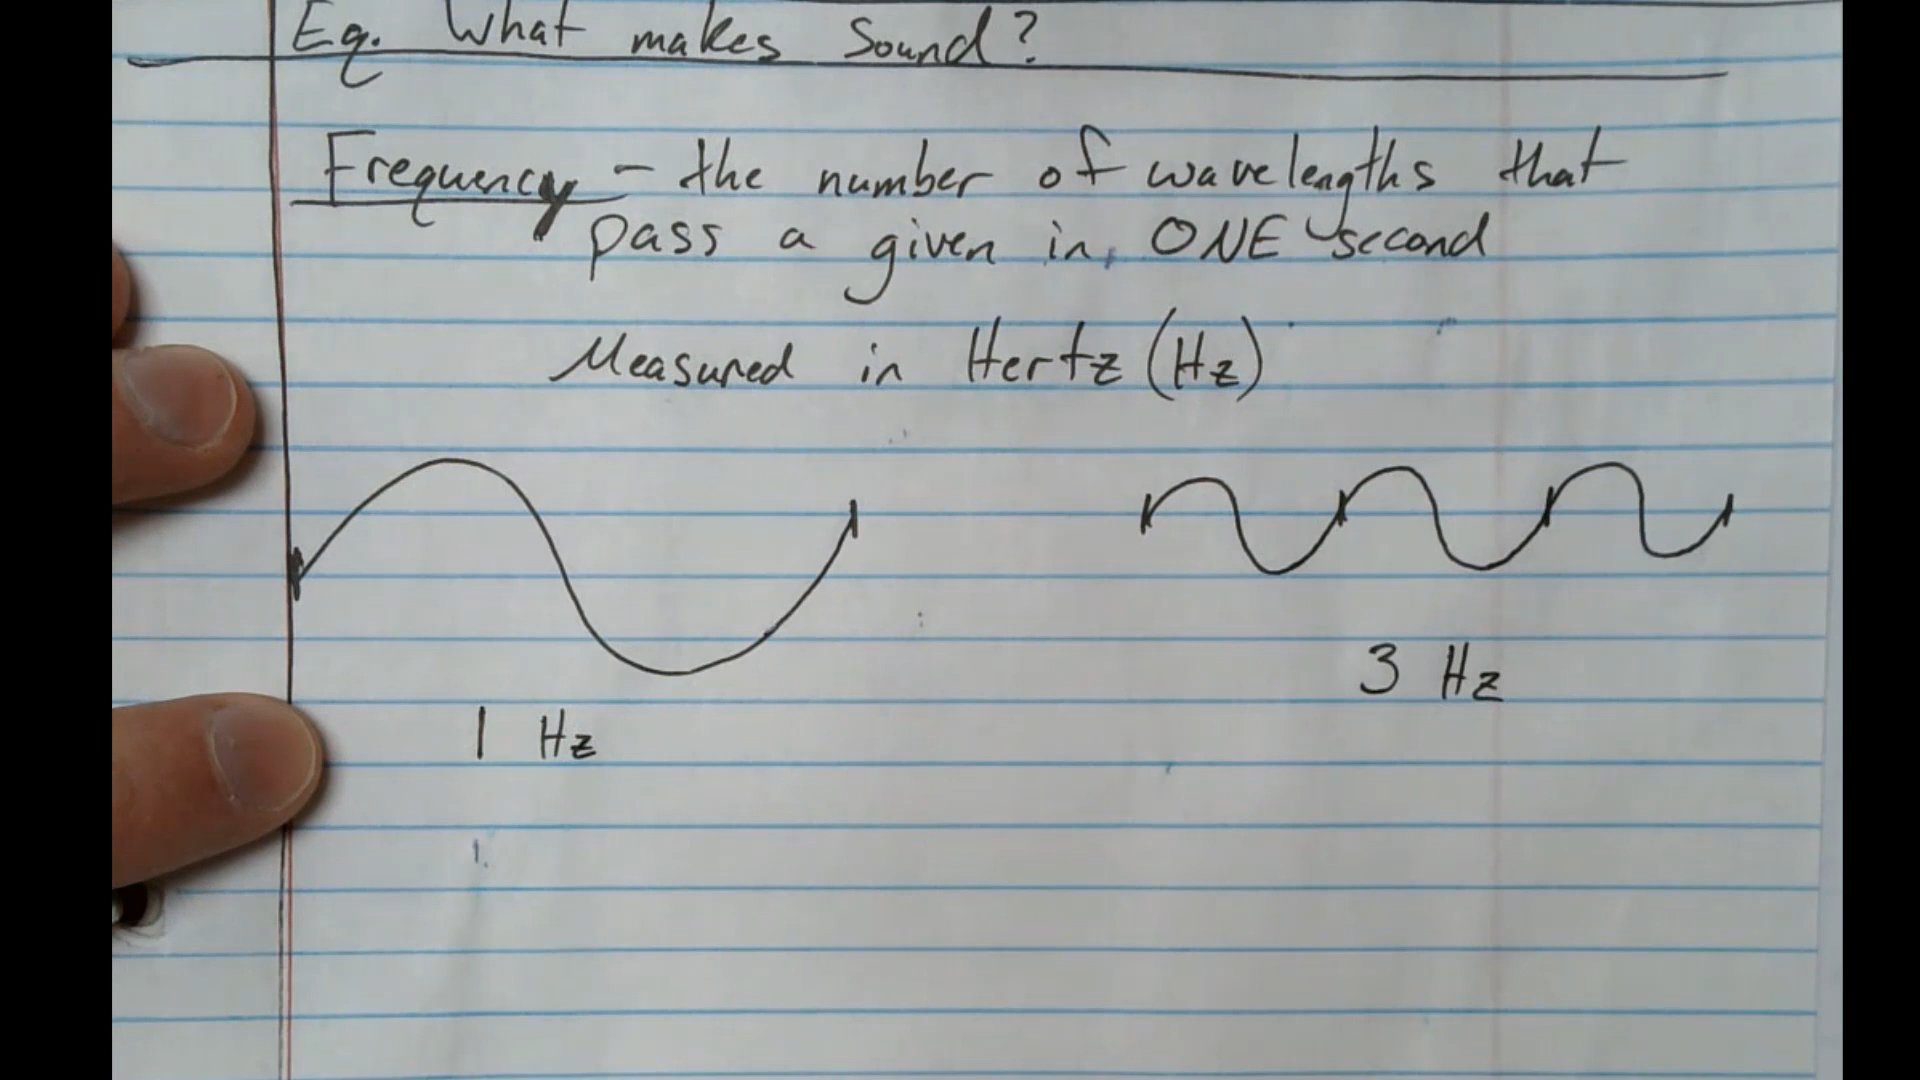 Eq. What makes Sound?
Frequency - the number of wavelengths that
pass a given in ONE second
Measured in Hertz (Hz)
3 Hz
1 Hz